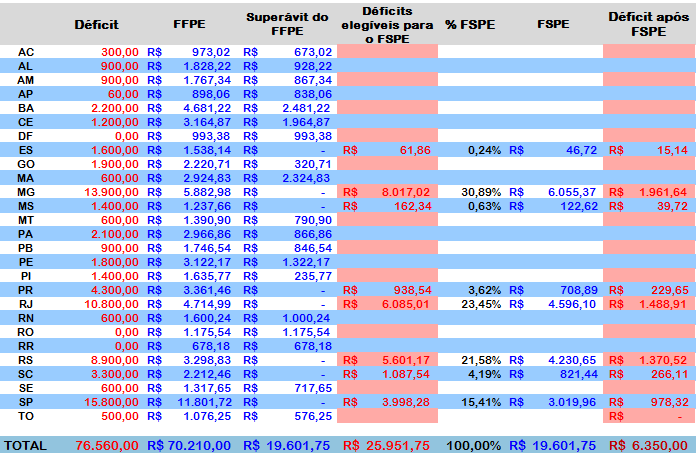 Déficit FFPE Superávit do FFPE Déficits elegíveis para o FSPE % FSPE FSPE Déficit após FSPE
AC 300,00 R$ 973,02 R$ 673,02
AL 900,00 R$ 1.828,22 R$ 928,22
AM 900,00 R$ 1.767,34 R$ 867,34
AP 60,00 R$ 898,06 R$ 838,06
BA 2.200,00 R$ 4.681,22 R$ 2.481,22
CE 1.200,00 R$ 3.164,87 R$ 1.964,87
DF 0,00 R$ 993,38 R$ 993,38
ES 1.600,00 R$ 1.538,14 R$ - R$ 61,86 0,24% R$ 46,72 R$ 15,14
GO 1.900,00 R$ 2.220,71 R$ 320,71
MA 600,00 R$ 2.924,83 R$ 2.324,83
MG 13.900,00 R$ 5.882,98 R$ - R$ 8.017,02 30,89% R$ 6.055,37 R$ 1.961,64
MS 1.400,00 R$ 1.237,66 R$ - R$ 162,34 0,63% R$ 122,62 R$ 39,72
MT 600,00 R$ 1.390,90 R$ 790,90
PA 2.100,00 R$ 2.966,86 R$ 866,86
PB 900,00 R$ 1.746,54 R$ 846,54
PE 1.800,00 R$ 3.122,17 R$ 1.322,17
PI 1.400,00 R$ 1.635,77 R$ 235,77
PR 4.300,00 R$ 3.361,46 R$ - R$ 938,54 3,62% R$ 708,89 R$ 229,65
RJ 10.800,00 R$ 4.714,99 R$ - R$ 6.085,01 23,45% R$ 4.596,10 R$ 1.488,91
RN 600,00 R$ 1.600,24 R$ 1.000,24
RO 0,00 R$ 1.175,54 R$ 1.175,54
RR 0,00 R$ 678,18 R$ 678,18
RS 8.900,00 R$ 3.298,83 R$ - R$ 5.601,17 21,58% R$ 4.230,65 R$ 1.370,52
SC 3.300,00 R$ 2.212,46 R$ - R$ 1.087,54 4,19% R$ 821,44 R$ 266,11
SE 600,00 R$ 1.317,65 R$ 717,65
SP 15.800,00 R$ 11.801,72 R$ - R$ 3.998,28 15,41% R$ 3.019,96 R$ 978,32
TO 500,00 R$ 1.076,25 R$ 576,25 R$ -
TOTAL 76.560,00 R$ 70.210,00 R$ 19.601,75 R$ 25.951,75 100,00% R$ 19.601,75 R$ 6.350,00